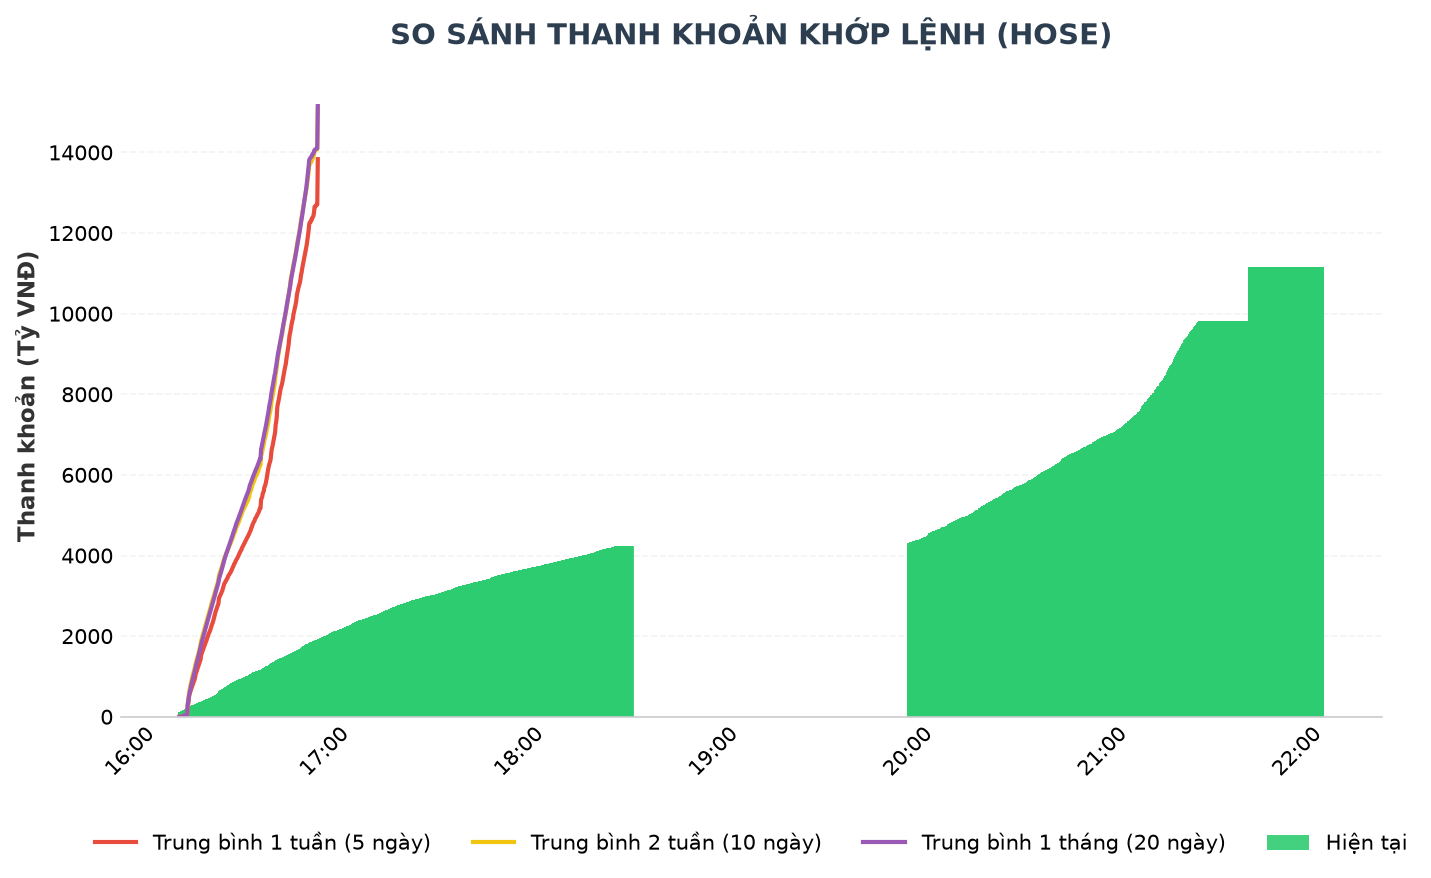 SO SÁNH THANH KHOẢN KHỚP LỆNH (HOSE)
Thanh khoản (Tỷ VNĐ)
14000
12000
10000
8000
6000
4000
2000
0
16:00 17:00 18:00 19:00 20:00 21:00 22:00
Trung bình 1 tuần (5 ngày) Trung bình 2 tuần (10 ngày) Trung bình 1 tháng (20 ngày) Hiện tại